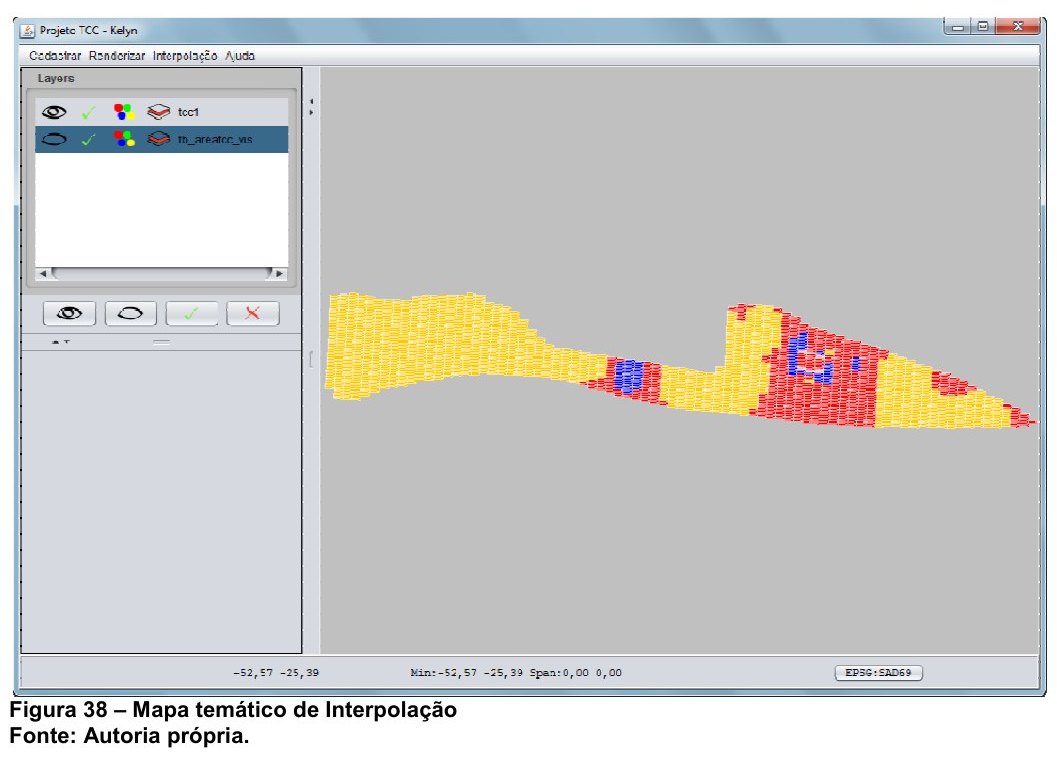 Projeto TCC - Kelyn
Cadastrar Renderizar Interpolação Ajuda
Layers
tcc1
tb_areatcc_vis
-52,57 -25,39
Min:-52,57 -25,39 Span:0,00 0,00
EPSG:SAD69
Figura 38 – Mapa temático de Interpolação
Fonte: Autoria própria.